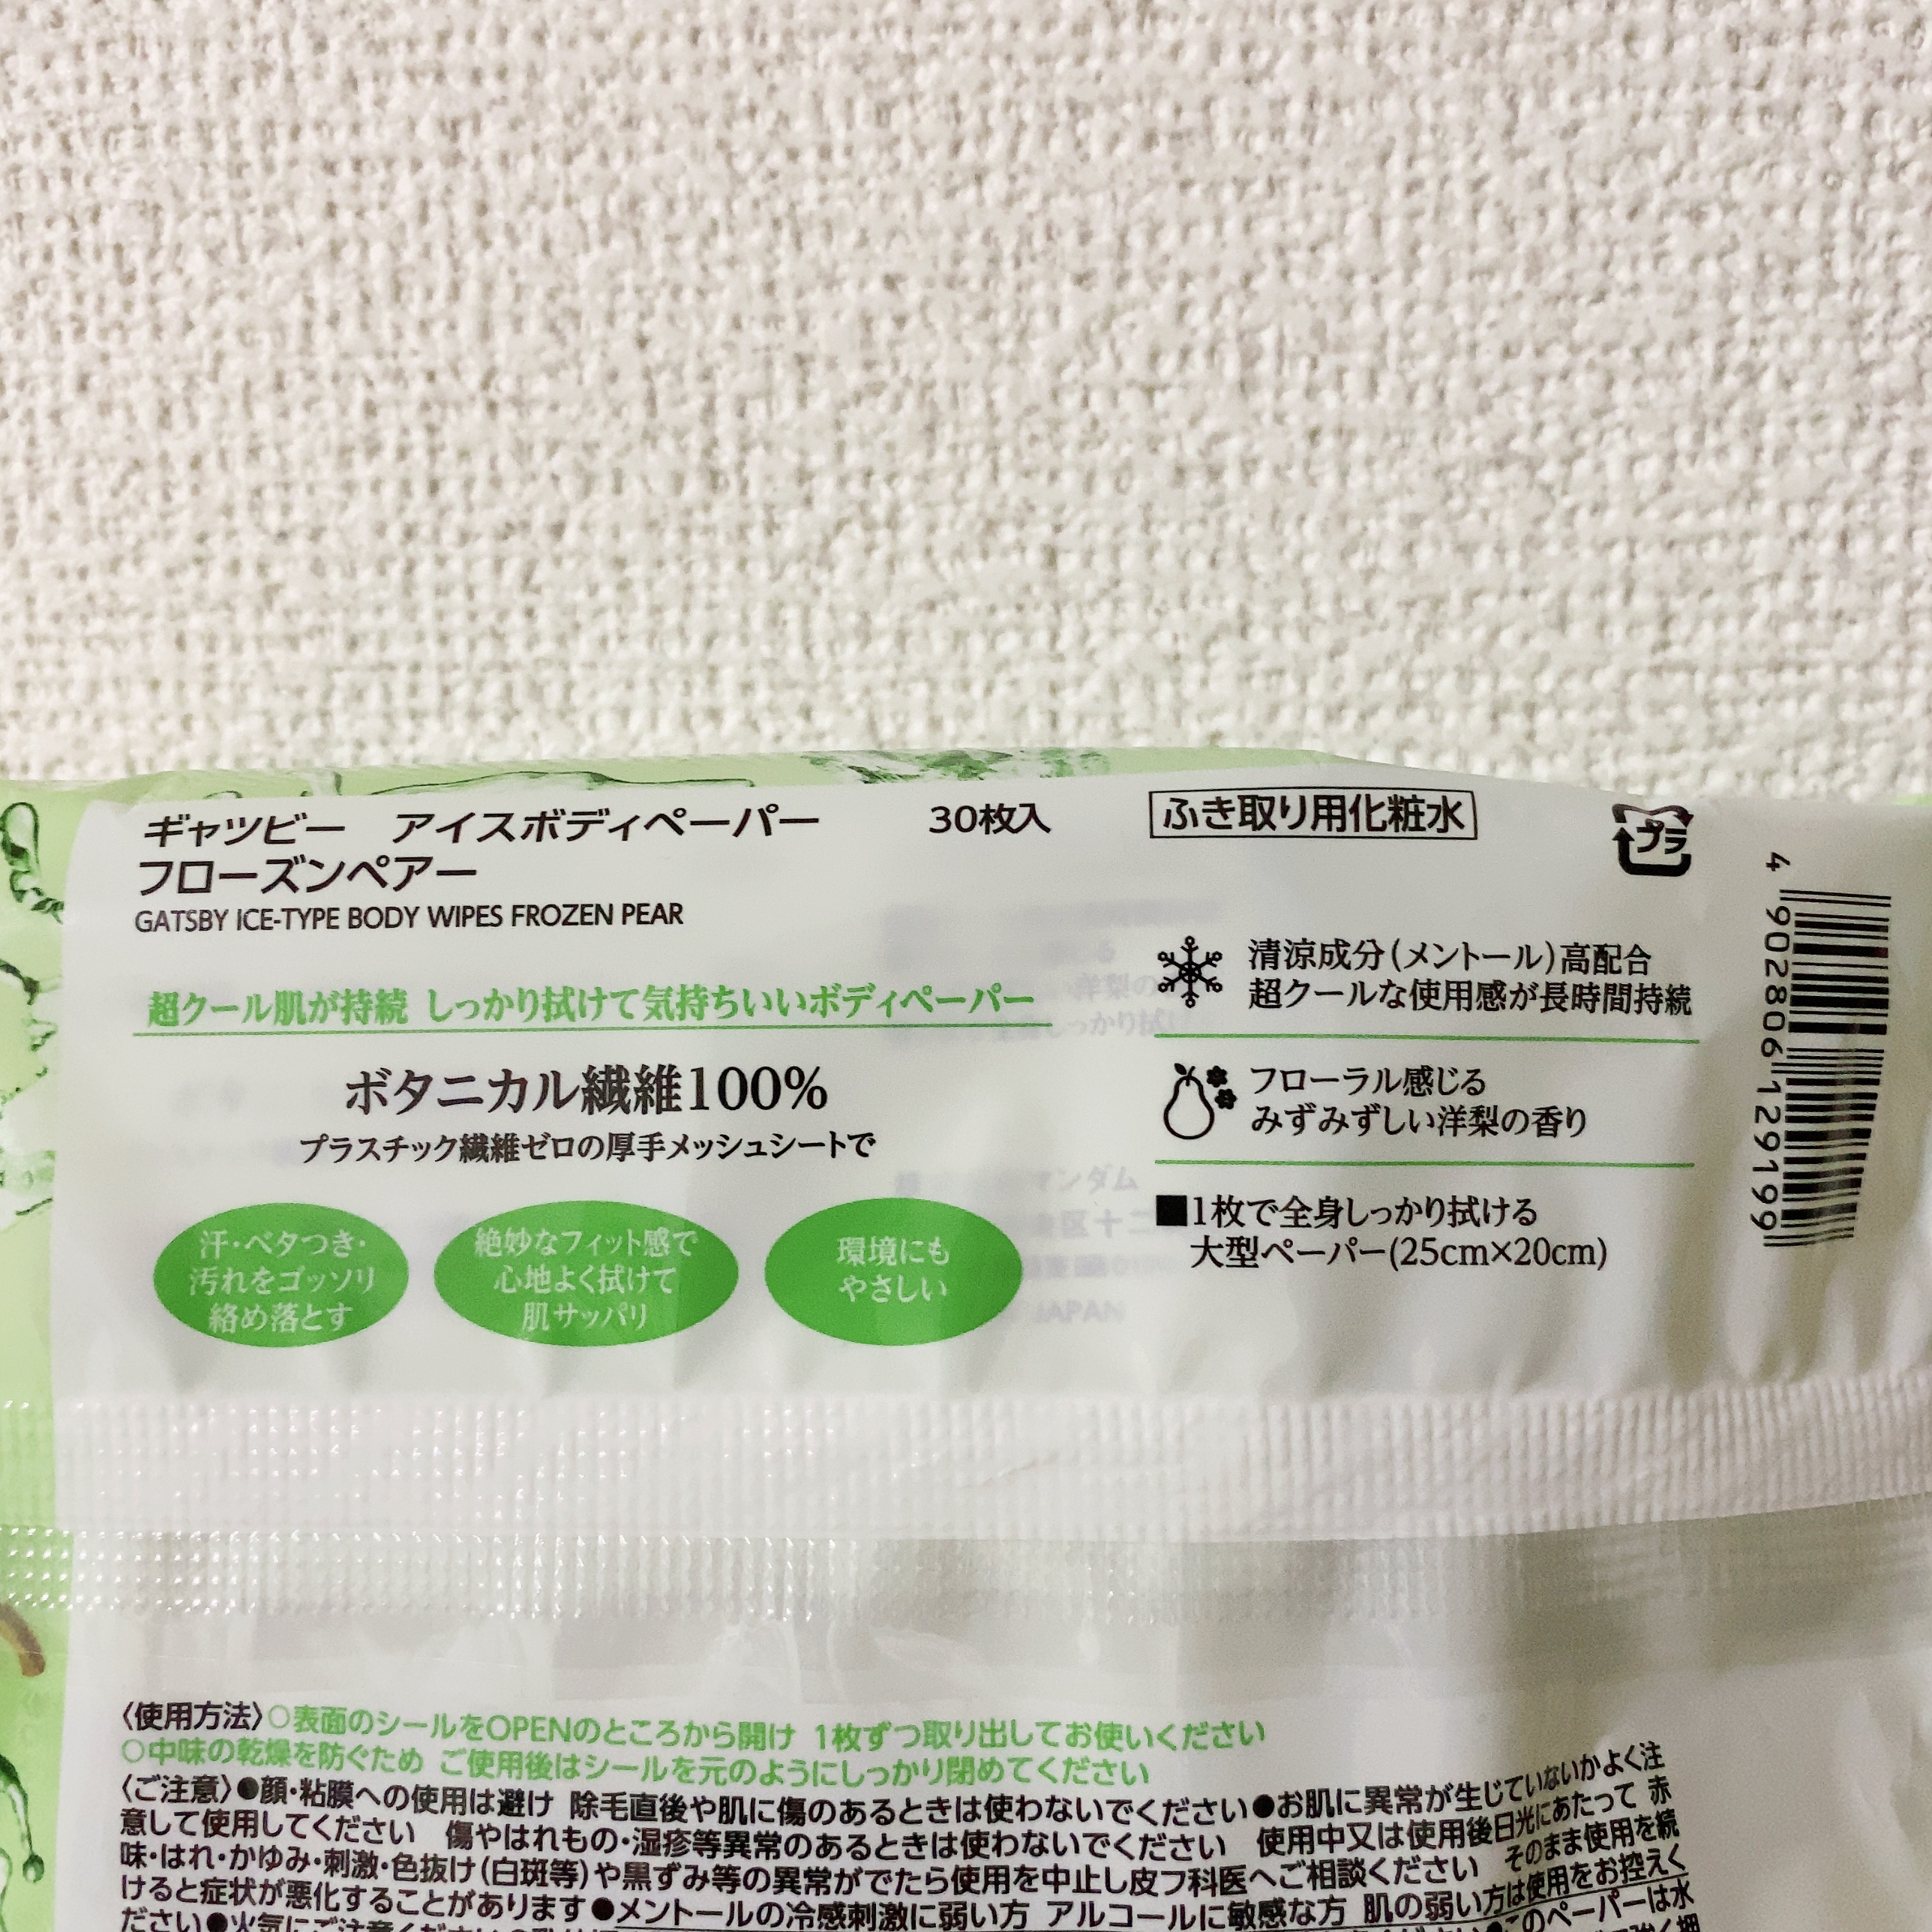 ギャツビー　アイスボディペーパー　30枚入
フローズンペアー
GATSBY ICE-TYPE BODY WIPES FROZEN PEAR
超クール肌が持続 しっかり拭けて気持ちいいボディペーパー
ボタニカル繊維100%
プラスチック繊維ゼロの厚手メッシュシートで
汗・ベタつき・
汚れをゴッソリ
絡め落とす
絶妙なフィット感で
心地よく拭けて
肌サッパリ
環境にも
やさしい
ふき取り用化粧水
プラ
清涼成分(メントール)高配合
超クールな使用感が長時間持続
フローラル感じる
みずみずしい洋梨の香り
■1枚で全身しっかり拭ける
大型ペーパー(25cm×20cm)
4 902806 129199
〈使用方法〉○表面のシールをOPENのところから開け 1枚ずつ取り出してお使いください
○中味の乾燥を防ぐため ご使用後はシールを元のようにしっかり閉めてください
〈ご注意〉●顔・粘膜への使用は避け 除毛直後や肌に傷のあるときは使わないでください●お肌に異常が生じていないかよく注
意して使用してください　傷やはれもの・湿疹等異常のあるときは使わないでください　使用中又は使用後日光にあたって 赤
味・はれ・かゆみ・刺激・色抜け(白斑等)や黒ずみ等の異常がでたら使用を中止し皮フ科医へご相談ください　そのまま使用を続
けると症状が悪化することがあります●メントールの冷感刺激に弱い方 アルコールに敏感な方 肌の弱い方は使用をお控えく
ださい●火気にご注意ください●このペーパーは水